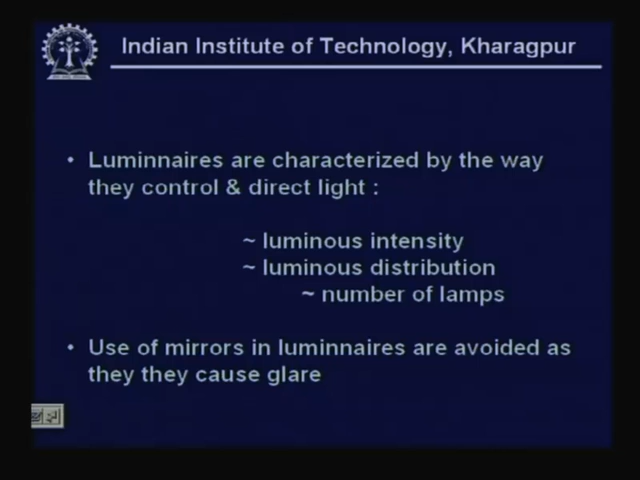 Indian Institute of Technology, Kharagpur
• Luminnaires are characterized by the way
they control & direct light :
~ luminous intensity
~ luminous distribution
~ number of lamps
• Use of mirrors in luminnaires are avoided as
they they cause glare